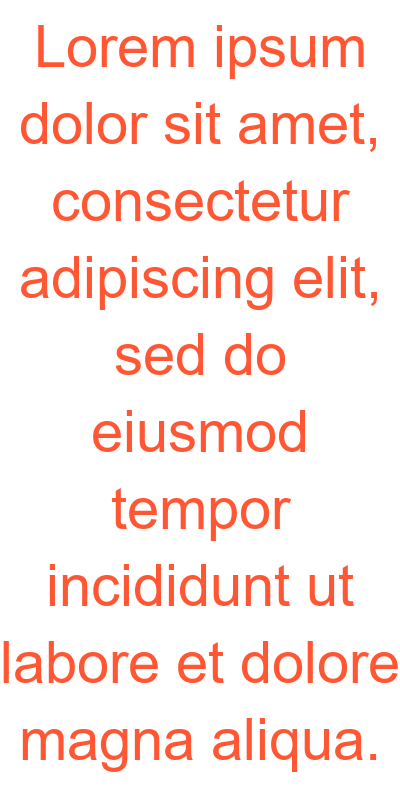 Lorem ipsum
dolor sit amet,
consectetur
adipiscing elit,
sed do
eiusmod
tempor
incididunt ut
labore et dolore
magna aliqua.